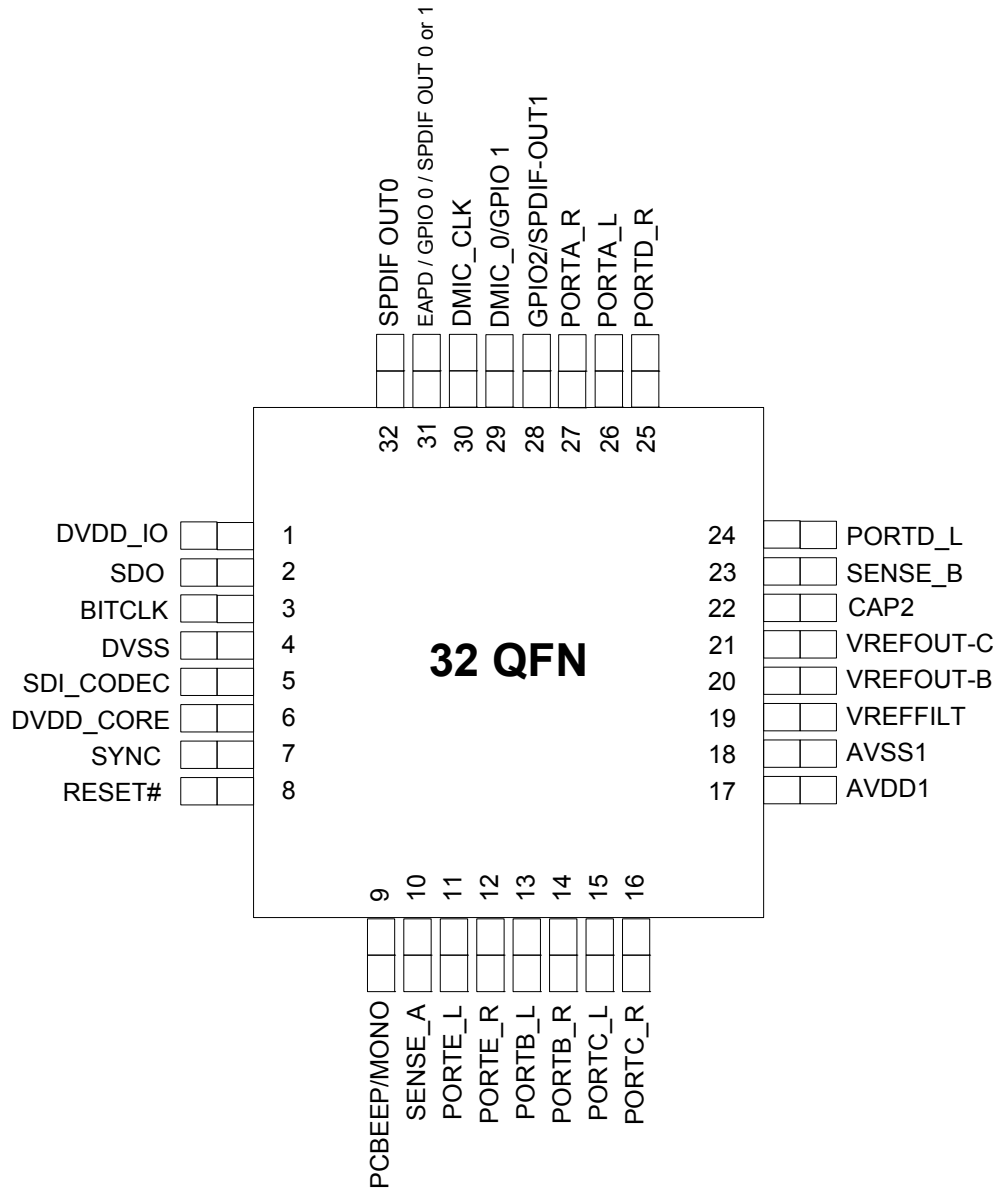 SPDIF OUT0
EAPD / GPIO 0 / SPDIF OUT 0 or 1
DMIC_CLK
DMIC_0/GPIO 1
GPIO2/SPDIF-OUT1
PORTA_R
PORTA_L
PORTD_R
32
31
30
29
28
27
26
25
DVDD_IO 1
SDO 2
BITCLK 3
DVSS 4
SDI_CODEC 5
DVDD_CORE 6
SYNC 7
RESET# 8
32 QFN
24 PORTD_L
23 SENSE_B
22 CAP2
21 VREFOUT-C
20 VREFOUT-B
19 VREFFILT
18 AVSS1
17 AVDD1
9
10
11
12
13
14
15
16
PCBEEP/MONO
SENSE_A
PORTE_L
PORTE_R
PORTB_L
PORTB_R
PORTC_L
PORTC_R